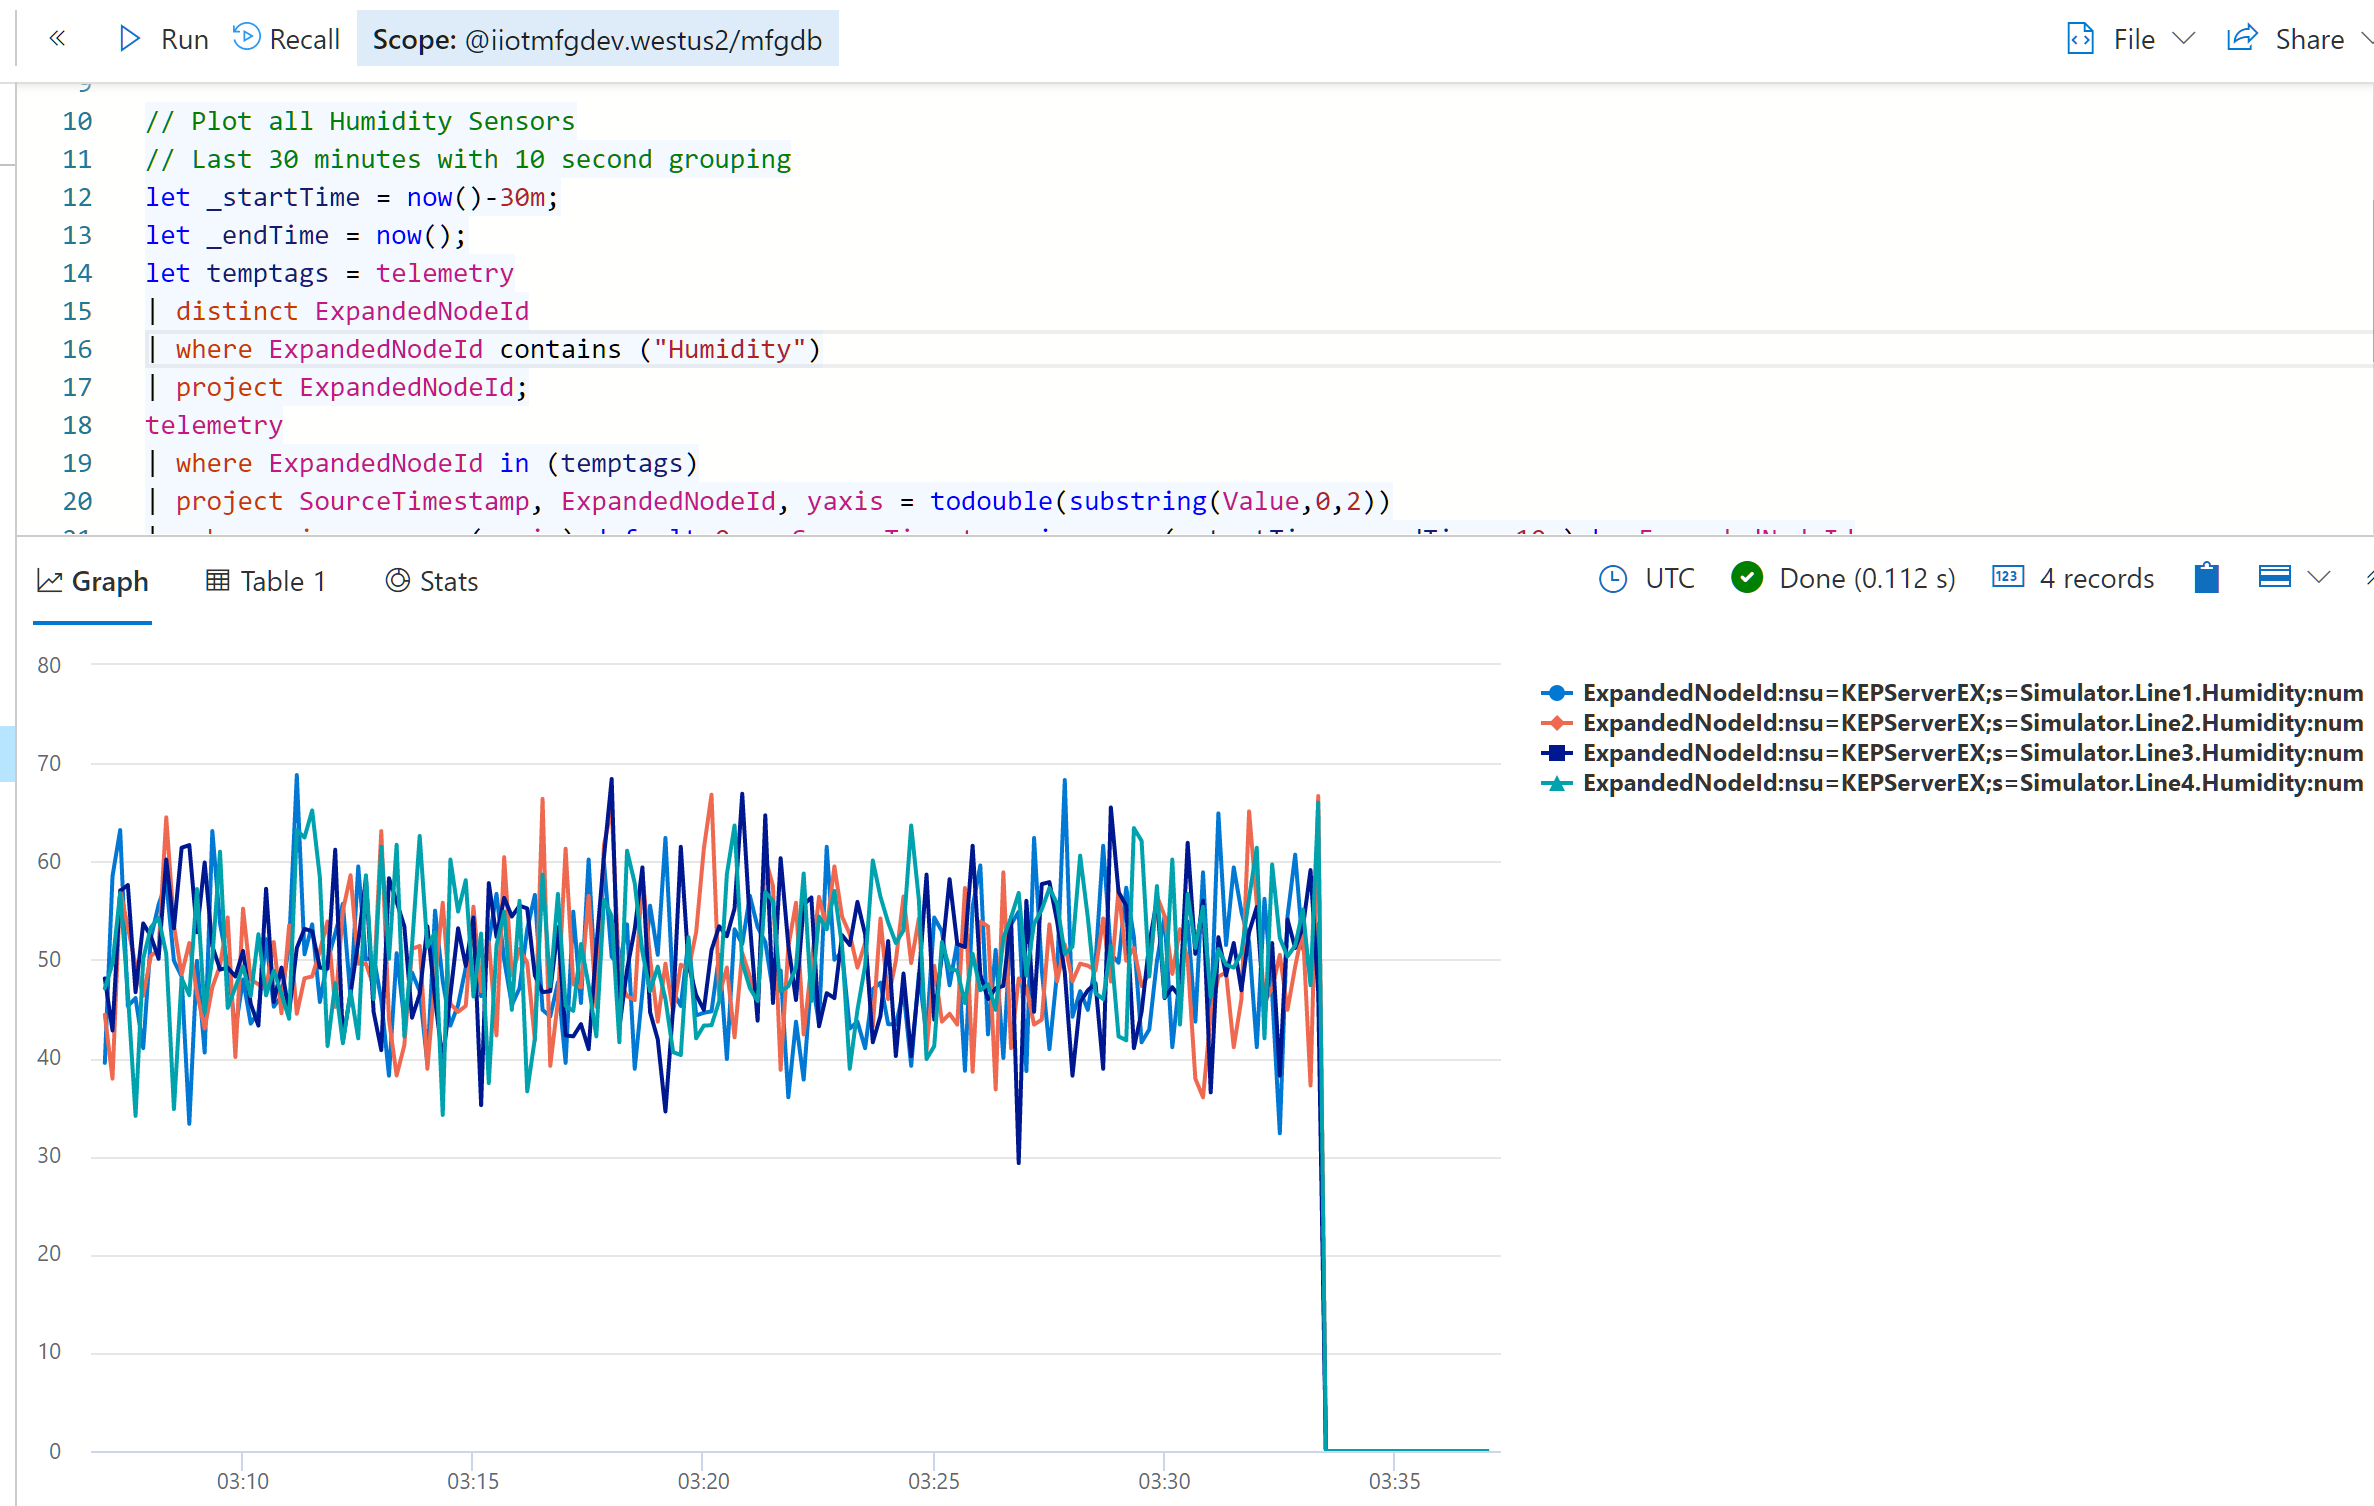 Run Recall Scope: @iiotmfgdev.westus2/mfgdb File Share
9
10 // Plot all Humidity Sensors
11 // Last 30 minutes with 10 second grouping
12 let _startTime = now()-30m;
13 let _endTime = now();
14 let temptags = telemetry
15 | distinct ExpandedNodeId
16 | where ExpandedNodeId contains ("Humidity")
17 | project ExpandedNodeId;
18 telemetry
19 | where ExpandedNodeId in (temptags)
20 | project SourceTimestamp, ExpandedNodeId, yaxis = todouble(substring(Value,0,2))
21
Graph Table 1 Stats UTC Done (0.112 s) 123 4 records
80
70
60
50
40
30
20
10
0
03:10 03:15 03:20 03:25 03:30 03:35
ExpandedNodeId:nsu=KEPServerEX;s=Simulator.Line1.Humidity:num
ExpandedNodeId:nsu=KEPServerEX;s=Simulator.Line2.Humidity:num
ExpandedNodeId:nsu=KEPServerEX;s=Simulator.Line3.Humidity:num
ExpandedNodeId:nsu=KEPServerEX;s=Simulator.Line4.Humidity:num